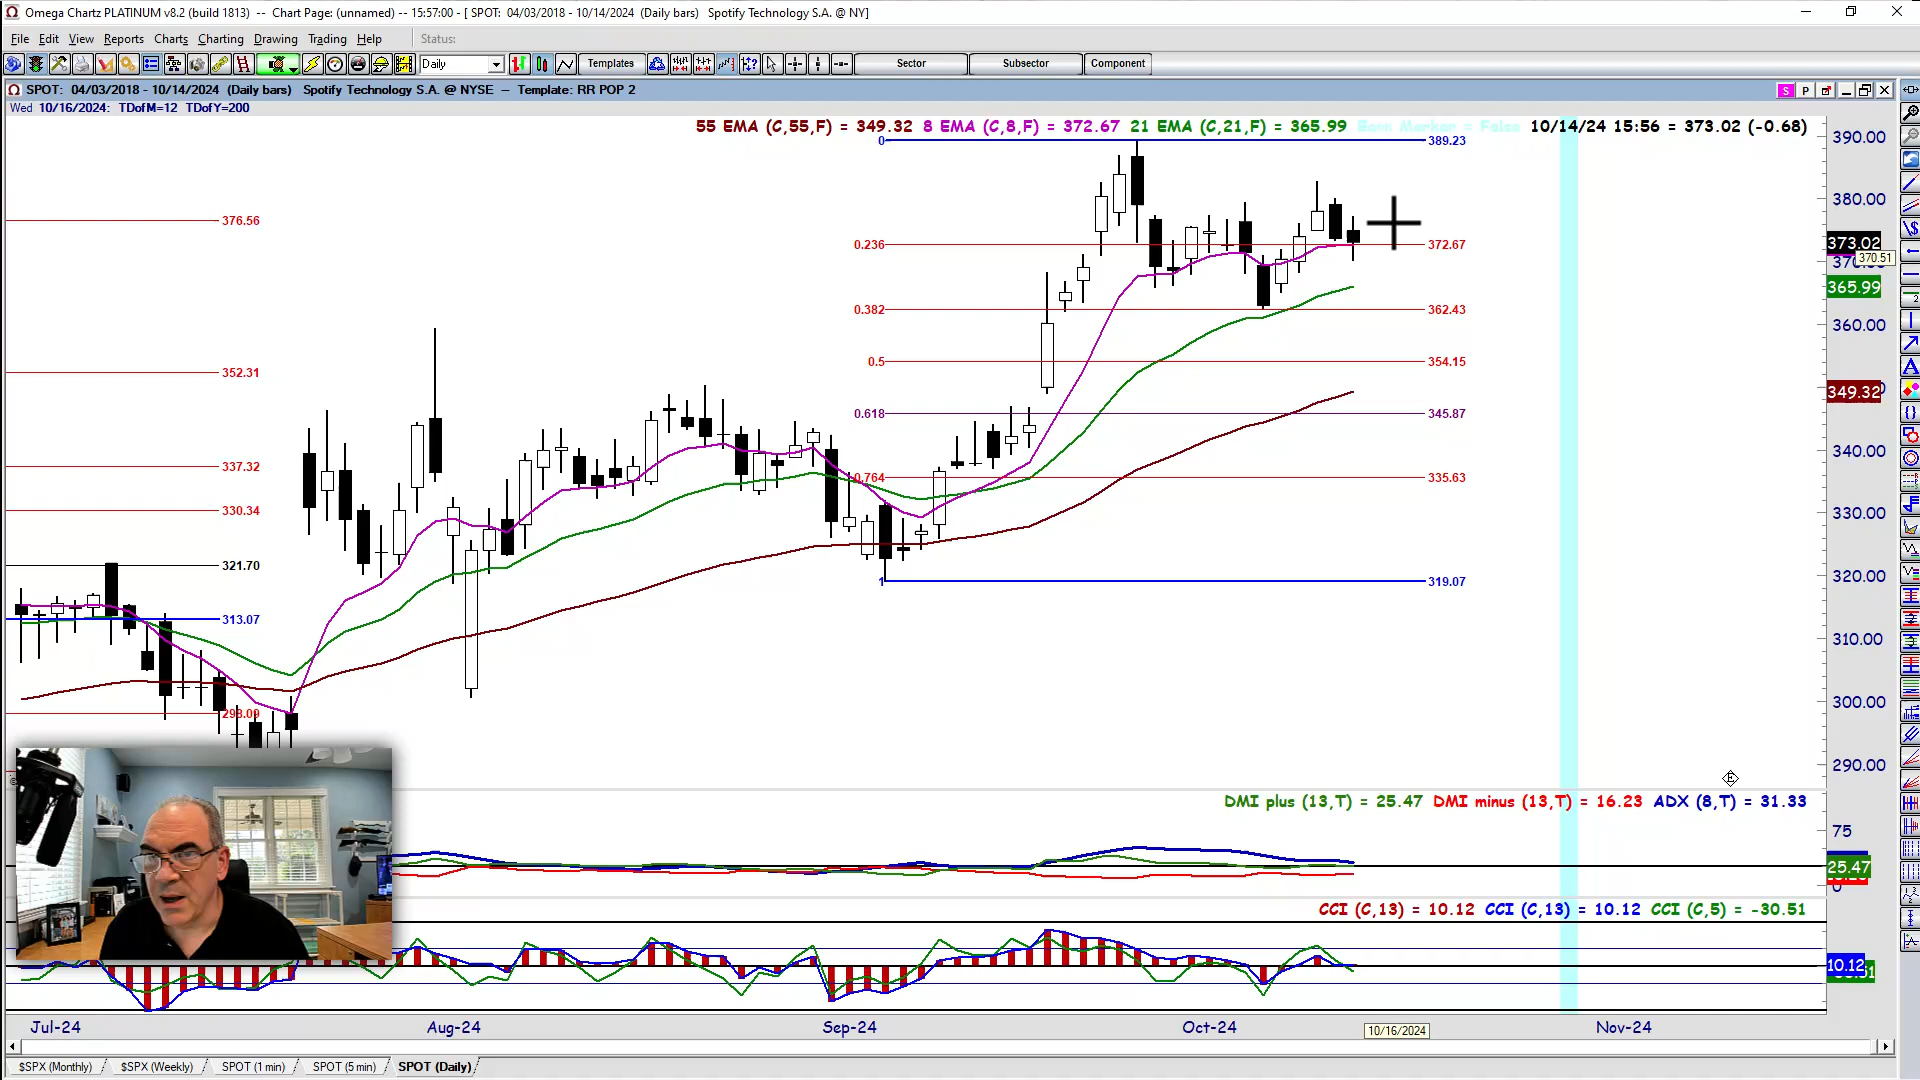 Omega Chartz PLATINUM v8.2 (build 1813) -- Chart Page: (unnamed) -- 15:57:00 - [ SPOT: 04/03/2018 - 10/14/2024 (Daily bars) Spotify Technology S.A. @ NY]
File Edit View Reports Charts Charting Drawing Trading Help Status:
Daily Templates Sector Subsector Component
SPOT: 04/03/2018 - 10/14/2024 (Daily bars) Spotify Technology S.A. @ NYSE -- Template: RR POP 2
S P
Wed 10/16/2024: TDofM=12 TDofY=200
55 EMA (C,55,F) = 349.32 8 EMA (C,8,F) = 372.67 21 EMA (C,21,F) = 365.99 Earn Marker = False 10/14/24 15:56 = 373.02 (-0.68)
390.00
0 389.23
380.00
376.56
0.236 372.67
373.02
370.51
365.99
0.382 362.43
360.00
0.5 354.15
352.31
349.32
0.618 345.87
340.00
337.32
0.764 335.63
330.34
330.00
1 319.07
320.00
321.70
313.07
310.00
300.00
298.09
290.00
E
DMI plus (13,T) = 25.47 DMI minus (13,T) = 16.23 ADX (8,T) = 31.33
75
25.47
0
CCI (C,13) = 10.12 CCI (C,13) = 10.12 CCI (C,5) = -30.51
10.12
Jul-24 Aug-24 Sep-24 Oct-24 10/16/2024 Nov-24
$SPX (Monthly) $SPX (Weekly) SPOT (1 min) SPOT (5 min) SPOT (Daily)